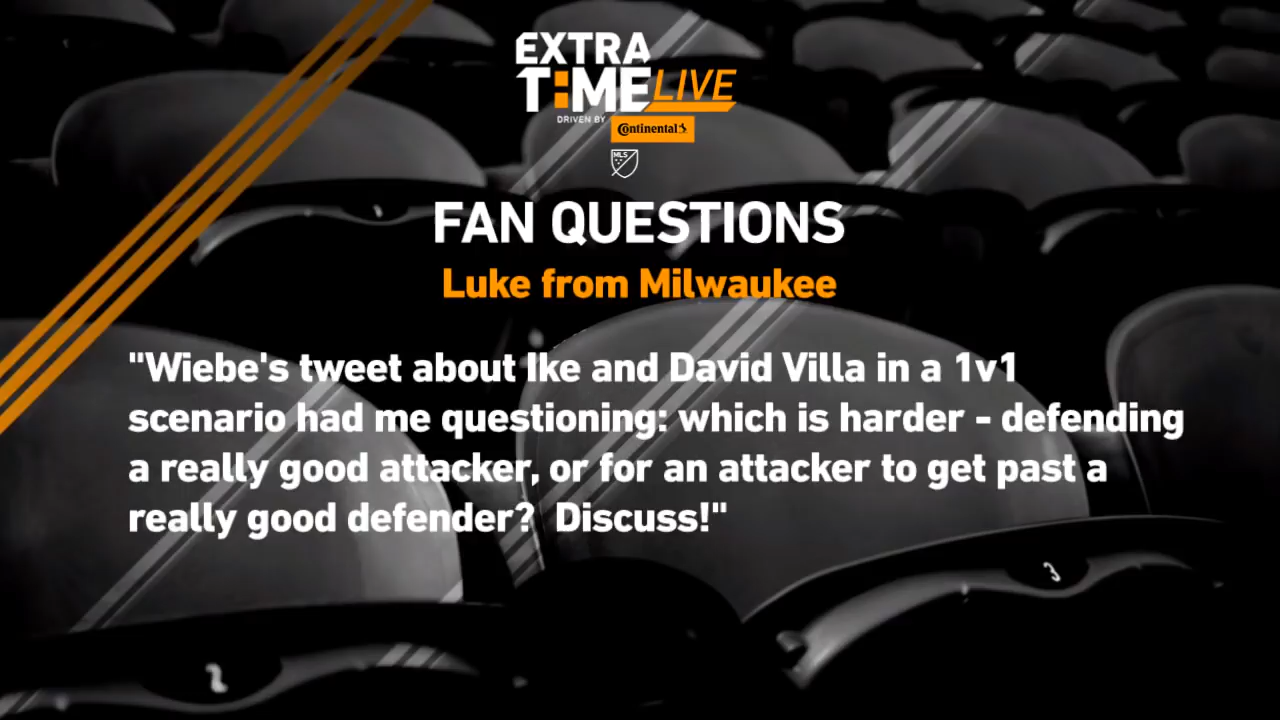 EXTRA
T:ME LIVE
DRIVEN BY
Continental
MLS
FAN QUESTIONS
Luke from Milwaukee
"Wiebe's tweet about Ike and David Villa in a 1v1
scenario had me questioning: which is harder - defending
a really good attacker, or for an attacker to get past a
really good defender?  Discuss!"
3
2